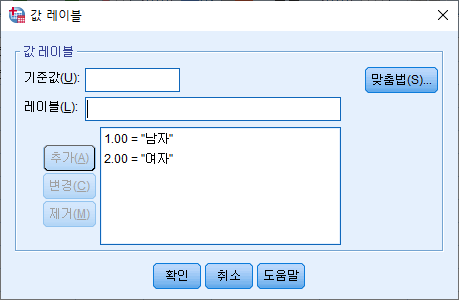 값 레이블
값 레이블
기준값(U):
맞춤법(S)...
레이블(L):
1.00 = "남자"
2.00 = "여자"
추가(A)
변경(C)
제거(M)
확인 취소 도움말